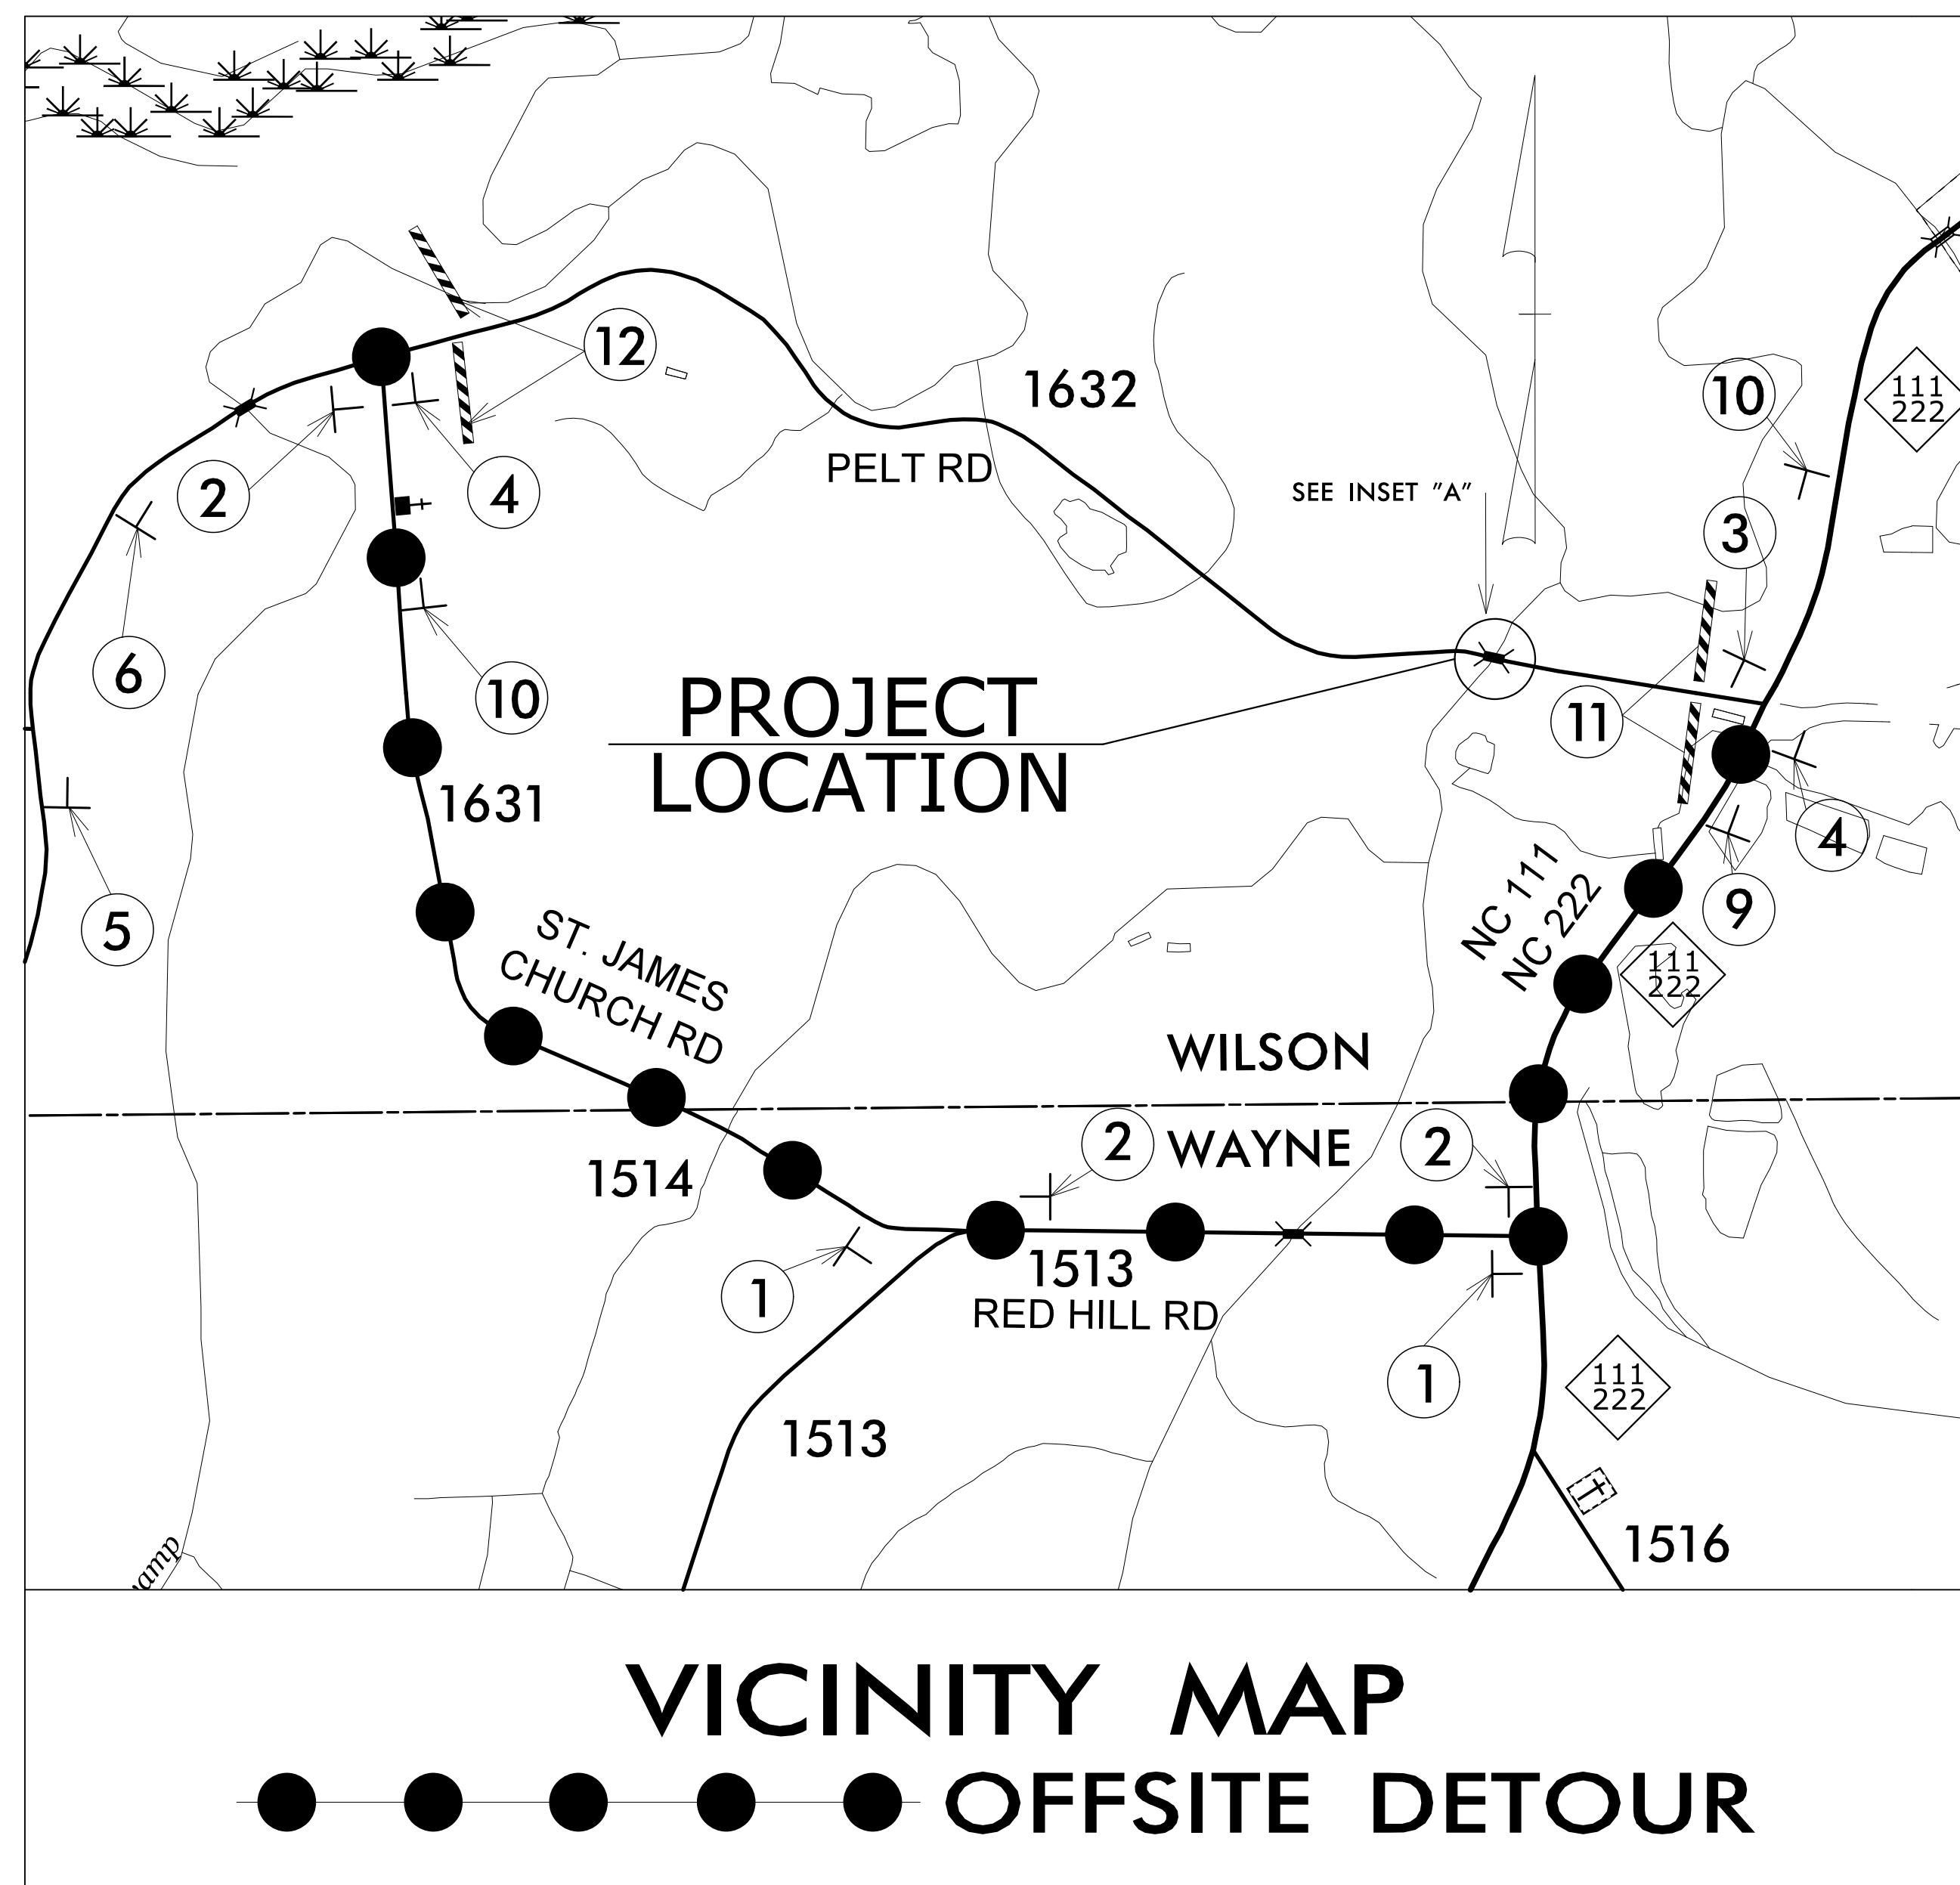 12
1632
10
111
222
PELT RD
2
4
SEE INSET "A"
3
6
10
PROJECT
LOCATION
11
1631
4
5
9
ST. JAMES
CHURCH RD
NC 111
NC 222
111
222
WILSON
2
WAYNE
2
1514
1
1513
RED HILL RD
1
111
222
1513
1516
VICINITY MAP
OFFSITE DETOUR